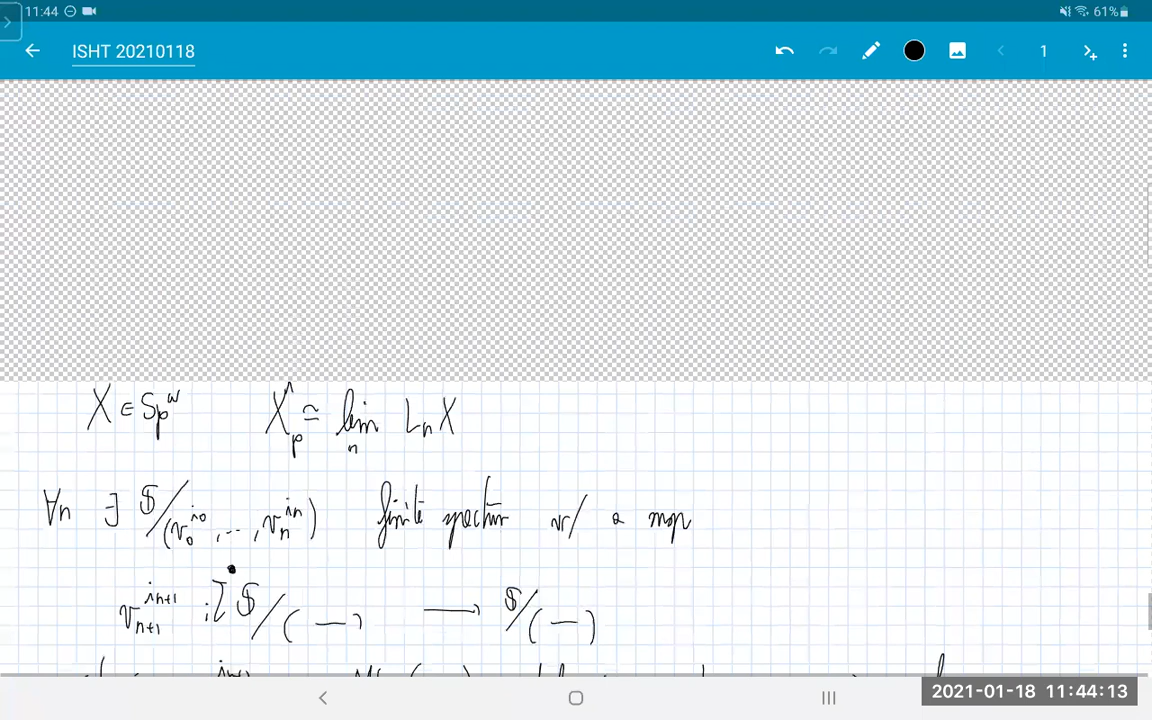 11:44 61%
ISHT 20210118 1
X ∈ Sp^ω X^∧_p ≃ lim_n L_n X
∀n ∃ $/(v_0^{i_0}, ..., v_n^{i_n}) finite spectrum w/ a map
v_{n+1}^{i_{n+1}} : Σ^• $/(—) ⟶ $/(—)
2021-01-18 11:44:13